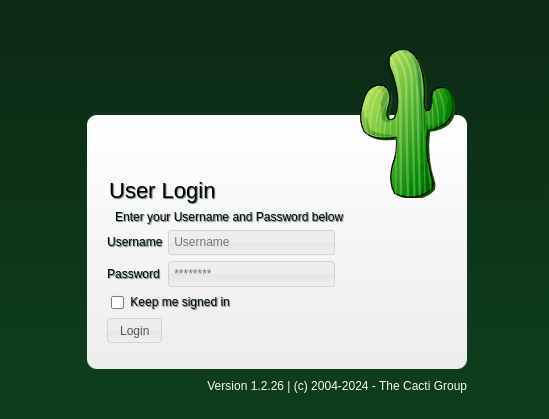 User Login
Enter your Username and Password below
Username Username
Password ********
Keep me signed in
Login
Version 1.2.26 | (c) 2004-2024 - The Cacti Group